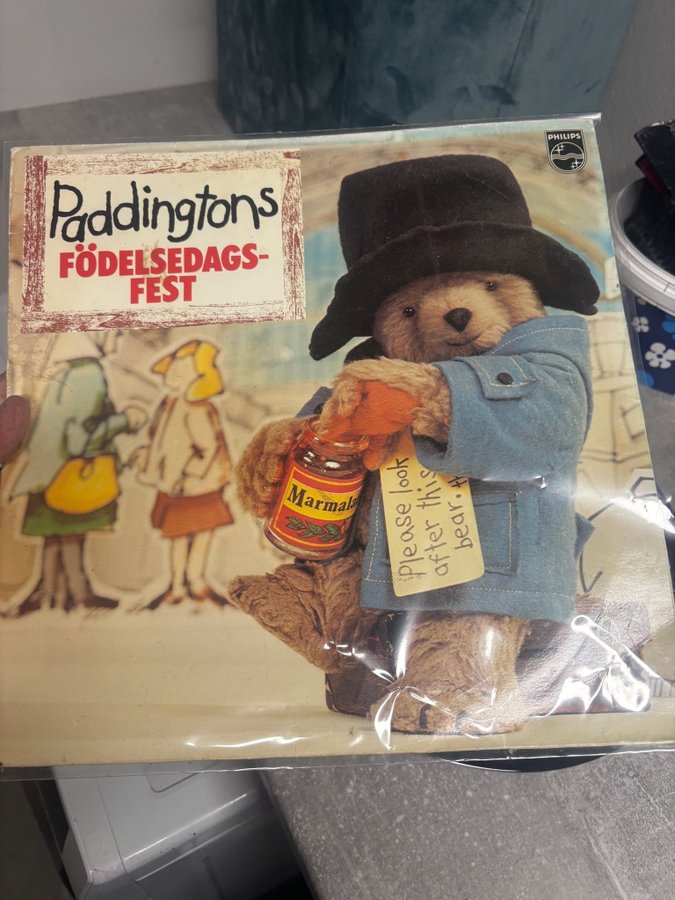 PHILIPS
Paddingtons
FÖDELSEDAGS-
FEST
Please look
after this
bear.